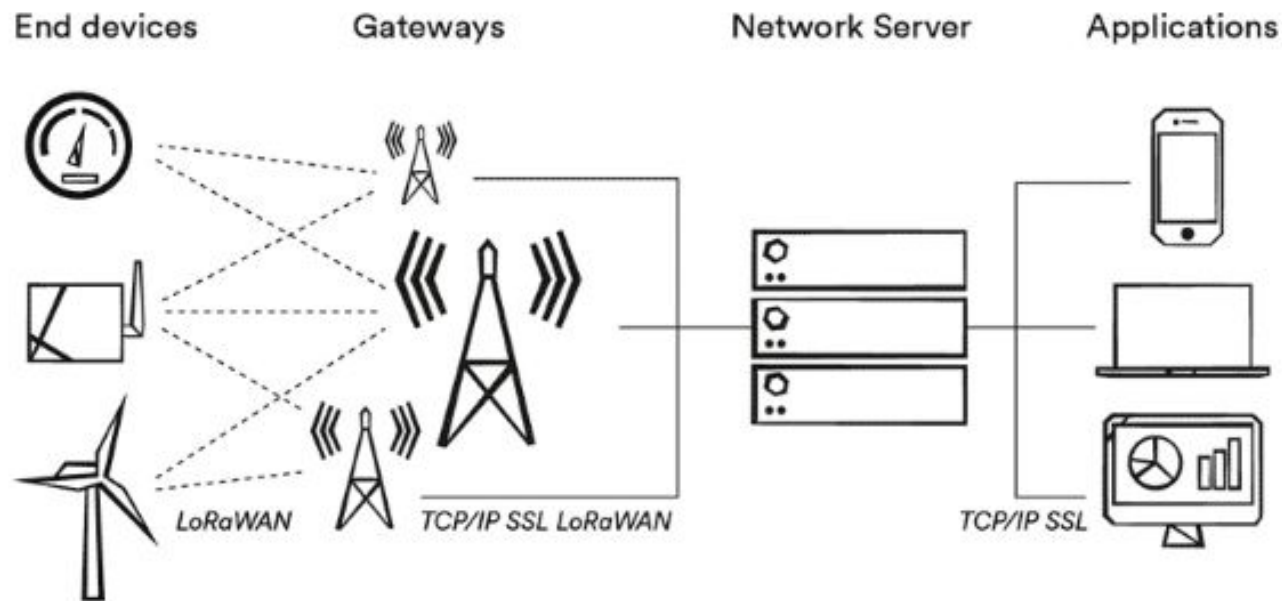 End devices
Gateways
Network Server
Applications
LoRaWAN
TCP/IP SSL LoRaWAN
TCP/IP SSL